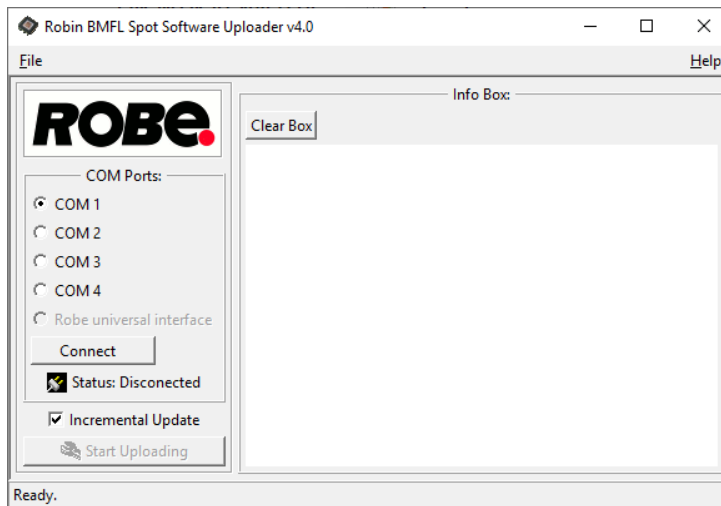 Robin BMFL Spot Software Uploader v4.0
File Help
Info Box:
Clear Box
ROBE
COM Ports:
COM 1
COM 2
COM 3
COM 4
Robe universal interface
Connect
Status: Disconected
Incremental Update
Start Uploading
Ready.